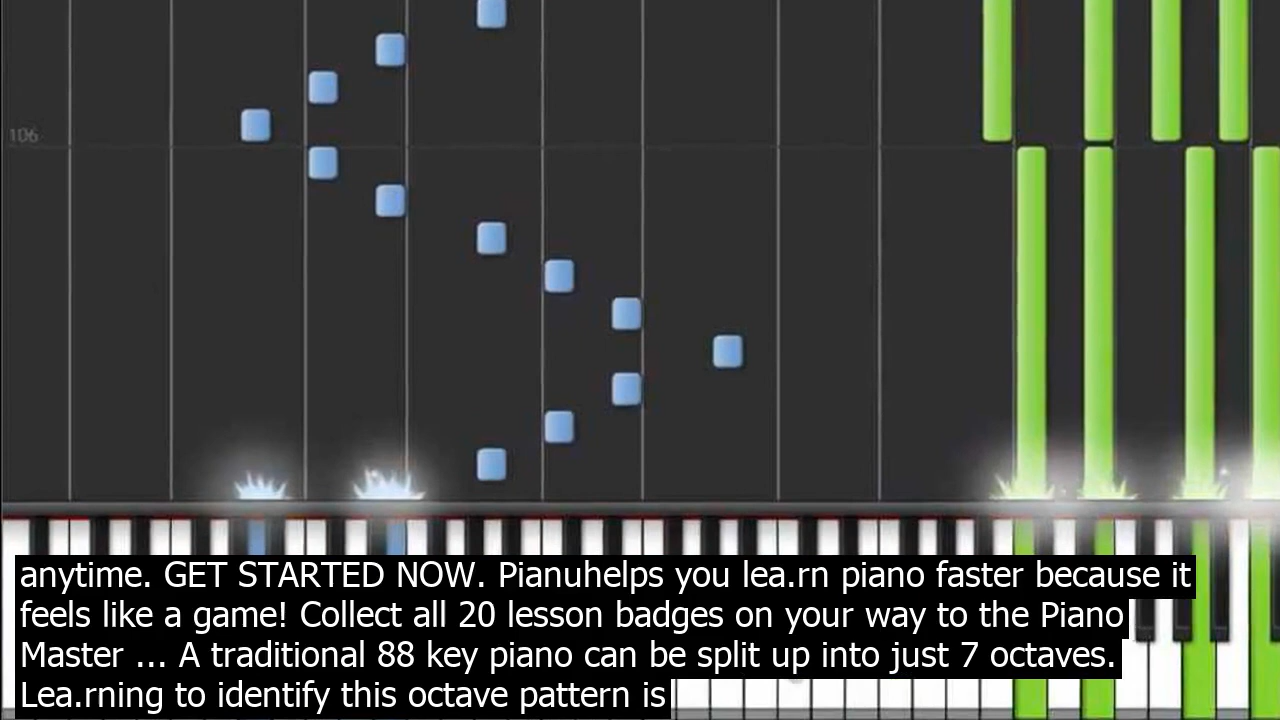 106
anytime. GET STARTED NOW. Pianuhelps you lea.rn piano faster because it
feels like a game! Collect all 20 lesson badges on your way to the Piano
Master ... A traditional 88 key piano can be split up into just 7 octaves.
Lea.rning to identify this octave pattern is